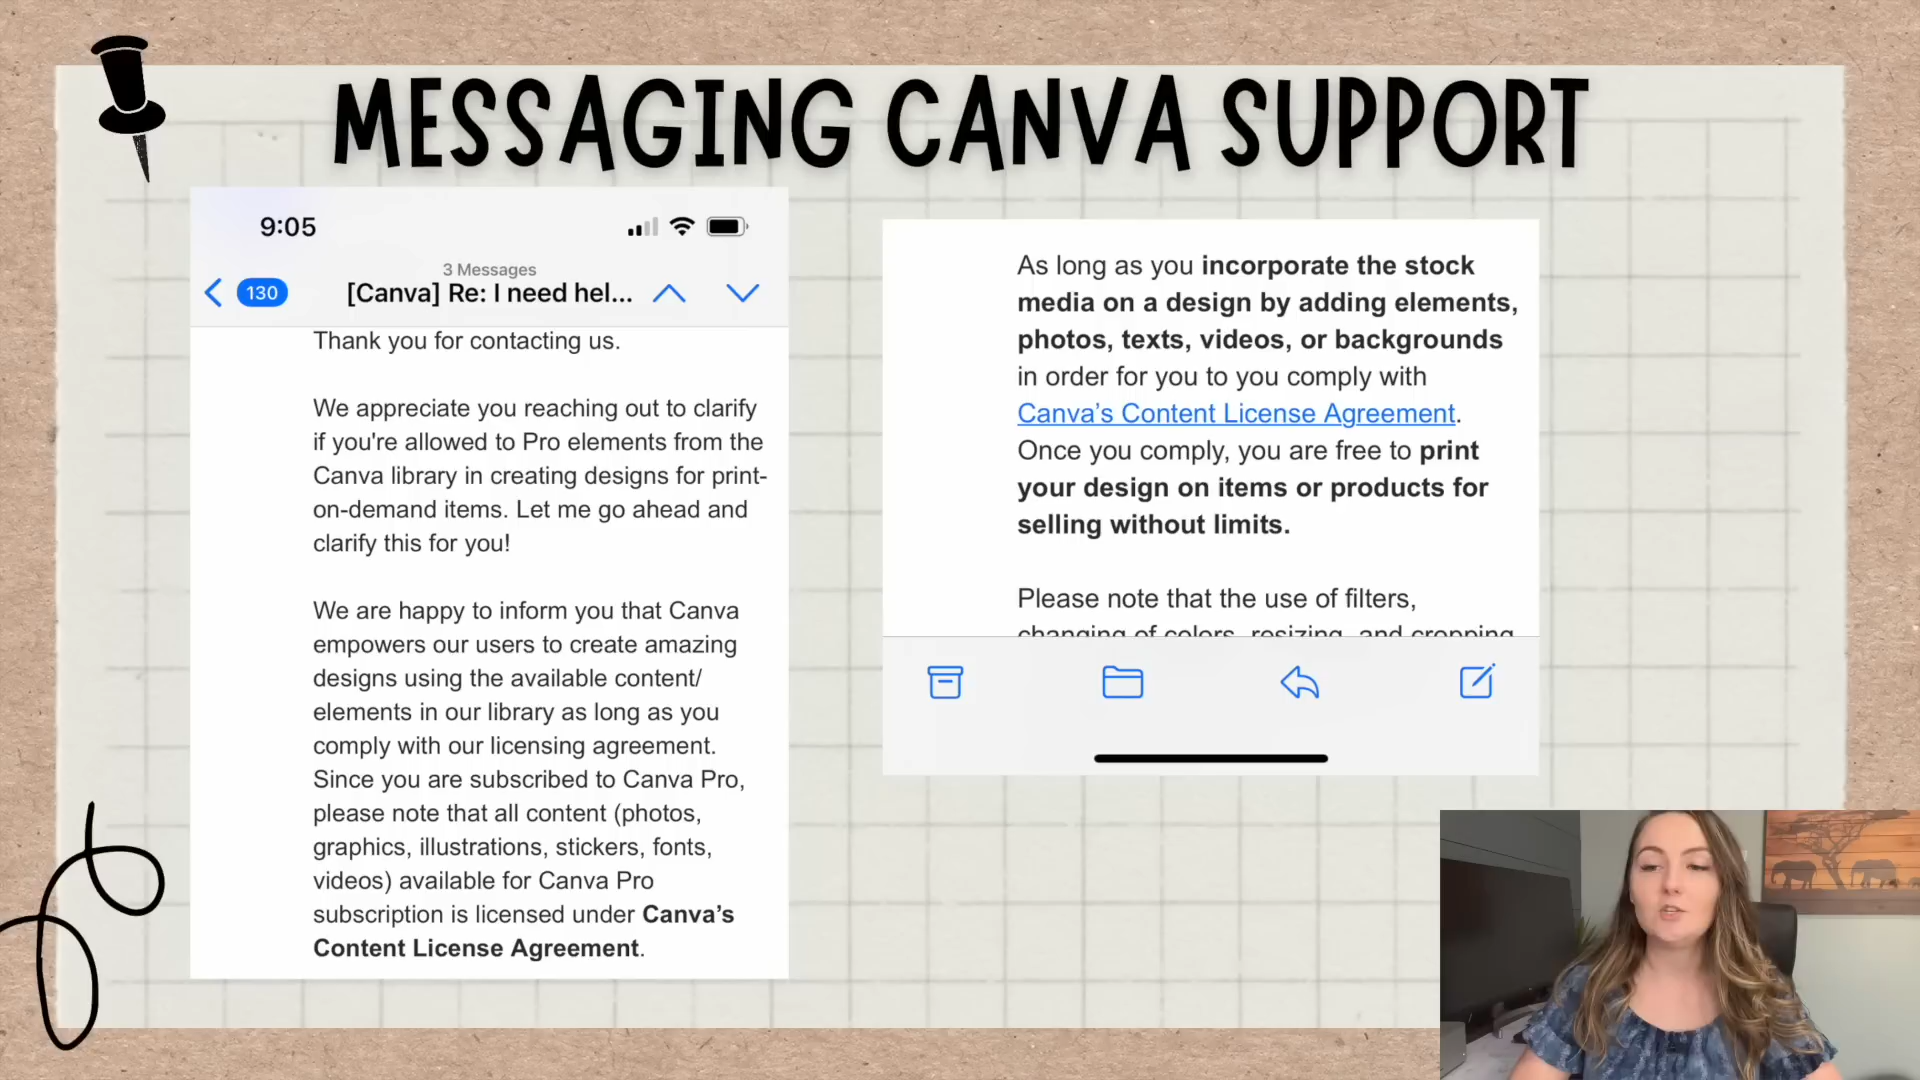 MESSAGING CANVA SUPPORT
9:05
3 Messages
130
[Canva] Re: I need hel...
Thank you for contacting us.
We appreciate you reaching out to clarify
if you're allowed to Pro elements from the
Canva library in creating designs for print-
on-demand items. Let me go ahead and
clarify this for you!
We are happy to inform you that Canva
empowers our users to create amazing
designs using the available content/
elements in our library as long as you
comply with our licensing agreement.
Since you are subscribed to Canva Pro,
please note that all content (photos,
graphics, illustrations, stickers, fonts,
videos) available for Canva Pro
subscription is licensed under Canva’s
Content License Agreement.
As long as you incorporate the stock
media on a design by adding elements,
photos, texts, videos, or backgrounds
in order for you to you comply with
Canva’s Content License Agreement.
Once you comply, you are free to print
your design on items or products for
selling without limits.
Please note that the use of filters,
changing of colors, resizing, and cropping